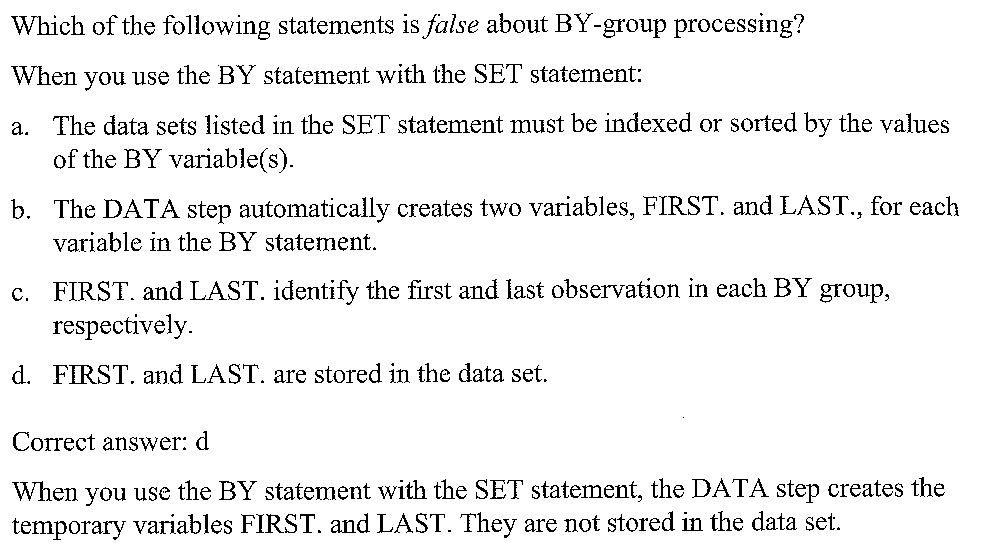 Which of the following statements is false about BY-group processing?
When you use the BY statement with the SET statement:
a. The data sets listed in the SET statement must be indexed or sorted by the values
of the BY variable(s).
b. The DATA step automatically creates two variables, FIRST. and LAST., for each
variable in the BY statement.
c. FIRST. and LAST. identify the first and last observation in each BY group,
respectively.
d. FIRST. and LAST. are stored in the data set.
Correct answer: d
When you use the BY statement with the SET statement, the DATA step creates the
temporary variables FIRST. and LAST. They are not stored in the data set.